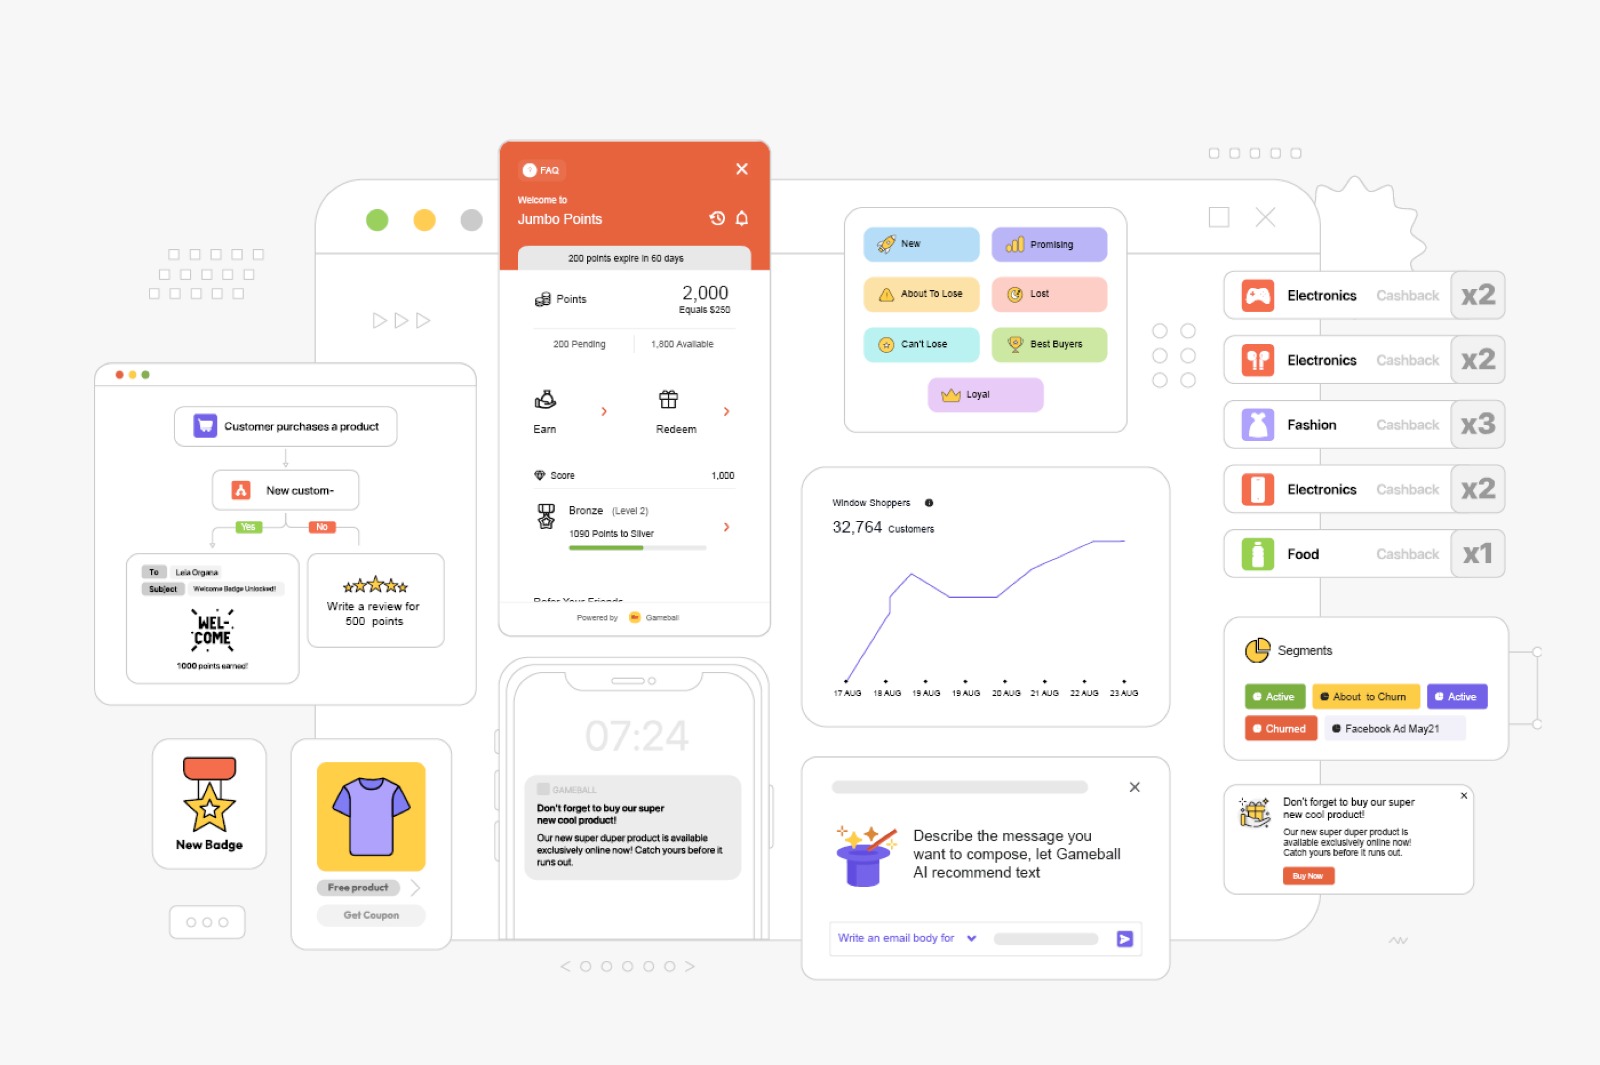 FAQ
Welcome to
Jumbo Points
200 points expire in 60 days
Points
2,000
Equals $250
200 Pending
1,800 Available
Earn
Redeem
Score
1,000
Bronze (Level 2)
1090 Points to Silver
Refer Your Friends
Powered by Gameball
Customer purchases a product
New custom-
Yes
No
To Leia Organa
Subject Welcome Badge Unlocked!
WEL-
COME
1000 points earned!
Write a review for
500 points
New Badge
Free product
Get Coupon
07:24
GAMEBALL
Don't forget to buy our super
new cool product!
Our new super duper product is available
exclusively online now! Catch yours before it
runs out.
New
Promising
About To Lose
Lost
Can't Lose
Best Buyers
Loyal
Window Shoppers
32,764 Customers
17 AUG 18 AUG 19 AUG 19 AUG 20 AUG 21 AUG 22 AUG 23 AUG
Describe the message you
want to compose, let Gameball
AI recommend text
Write an email body for
Electronics Cashback x2
Electronics Cashback x2
Fashion Cashback x3
Electronics Cashback x2
Food Cashback x1
Segments
Active
About to Churn
Active
Churned
Facebook Ad May21
Don't forget to buy our super
new cool product!
Our new super duper product is
available exclusively online now!
Catch yours before it runs out.
Buy Now